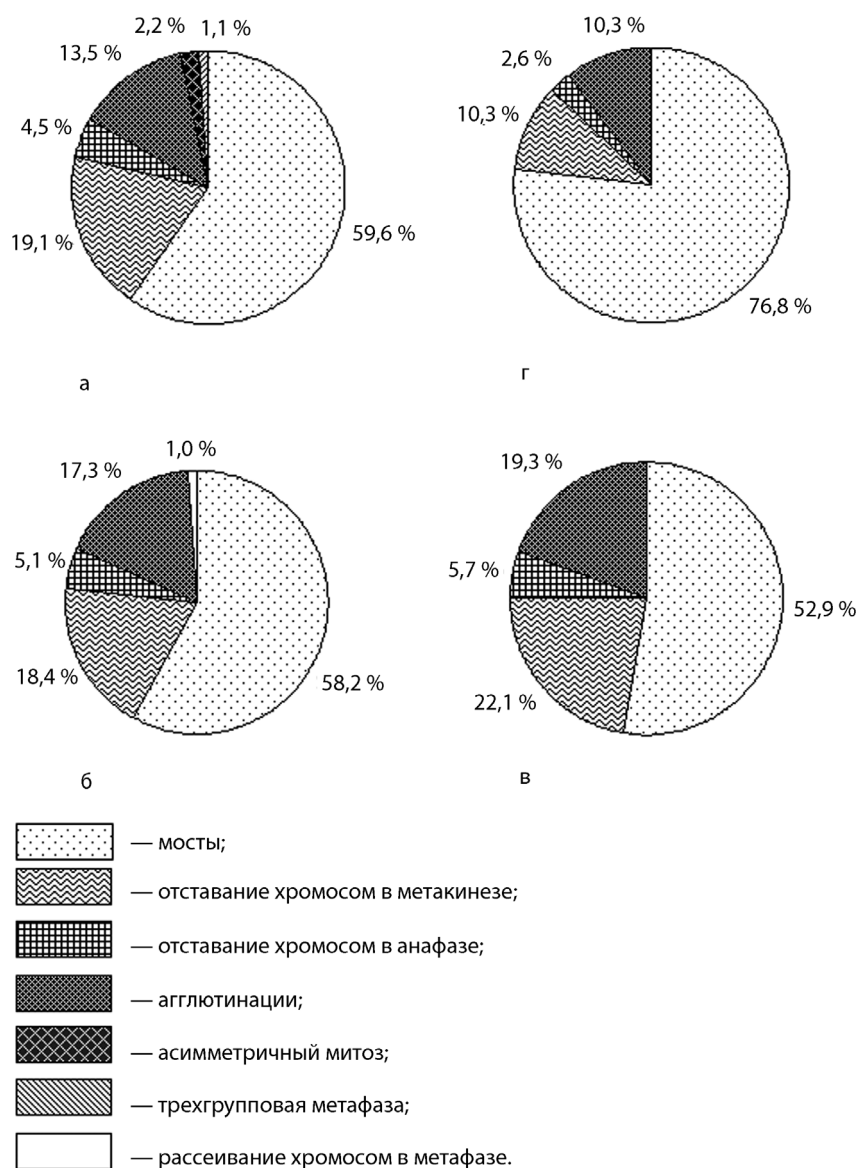 2,2 %
1,1 %
13,5 %
4,5 %
19,1 %
59,6 %
а
10,3 %
2,6 %
10,3 %
76,8 %
г
1,0 %
17,3 %
5,1 %
18,4 %
58,2 %
б
19,3 %
5,7 %
22,1 %
52,9 %
в
— мосты;
— отставание хромосом в метакинезе;
— отставание хромосом в анафазе;
— агглютинации;
— асимметричный митоз;
— трехгрупповая метафаза;
— рассеивание хромосом в метафазе.